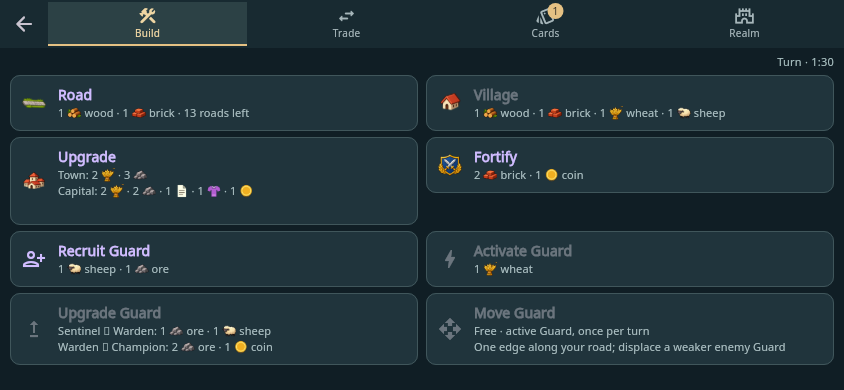 Build
Trade
1
Cards
Realm
Turn · 1:30
Road
1 wood · 1 brick · 13 roads left
Village
1 wood · 1 brick · 1 wheat · 1 sheep
Upgrade
Town: 2 · 3
Capital: 2 · 2 · 1 · 1 · 1
Fortify
2 brick · 1 coin
Recruit Guard
1 sheep · 1 ore
Activate Guard
1 wheat
Upgrade Guard
Sentinel ▯ Warden: 1 ore · 1 sheep
Warden ▯ Champion: 2 ore · 1 coin
Move Guard
Free · active Guard, once per turn
One edge along your road; displace a weaker enemy Guard